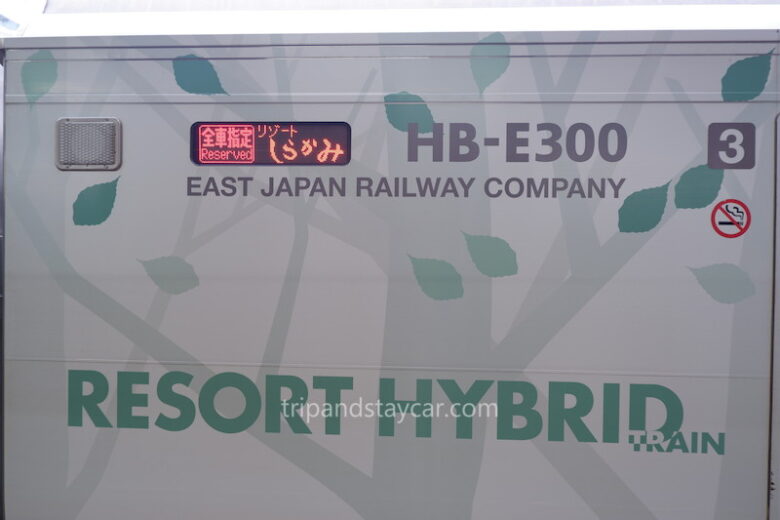 全車指定 リゾート
Reserved しらかみ
HB-E300
3
EAST JAPAN RAILWAY COMPANY
RESORT HYBRID
TRAIN
tripandstaycar.com